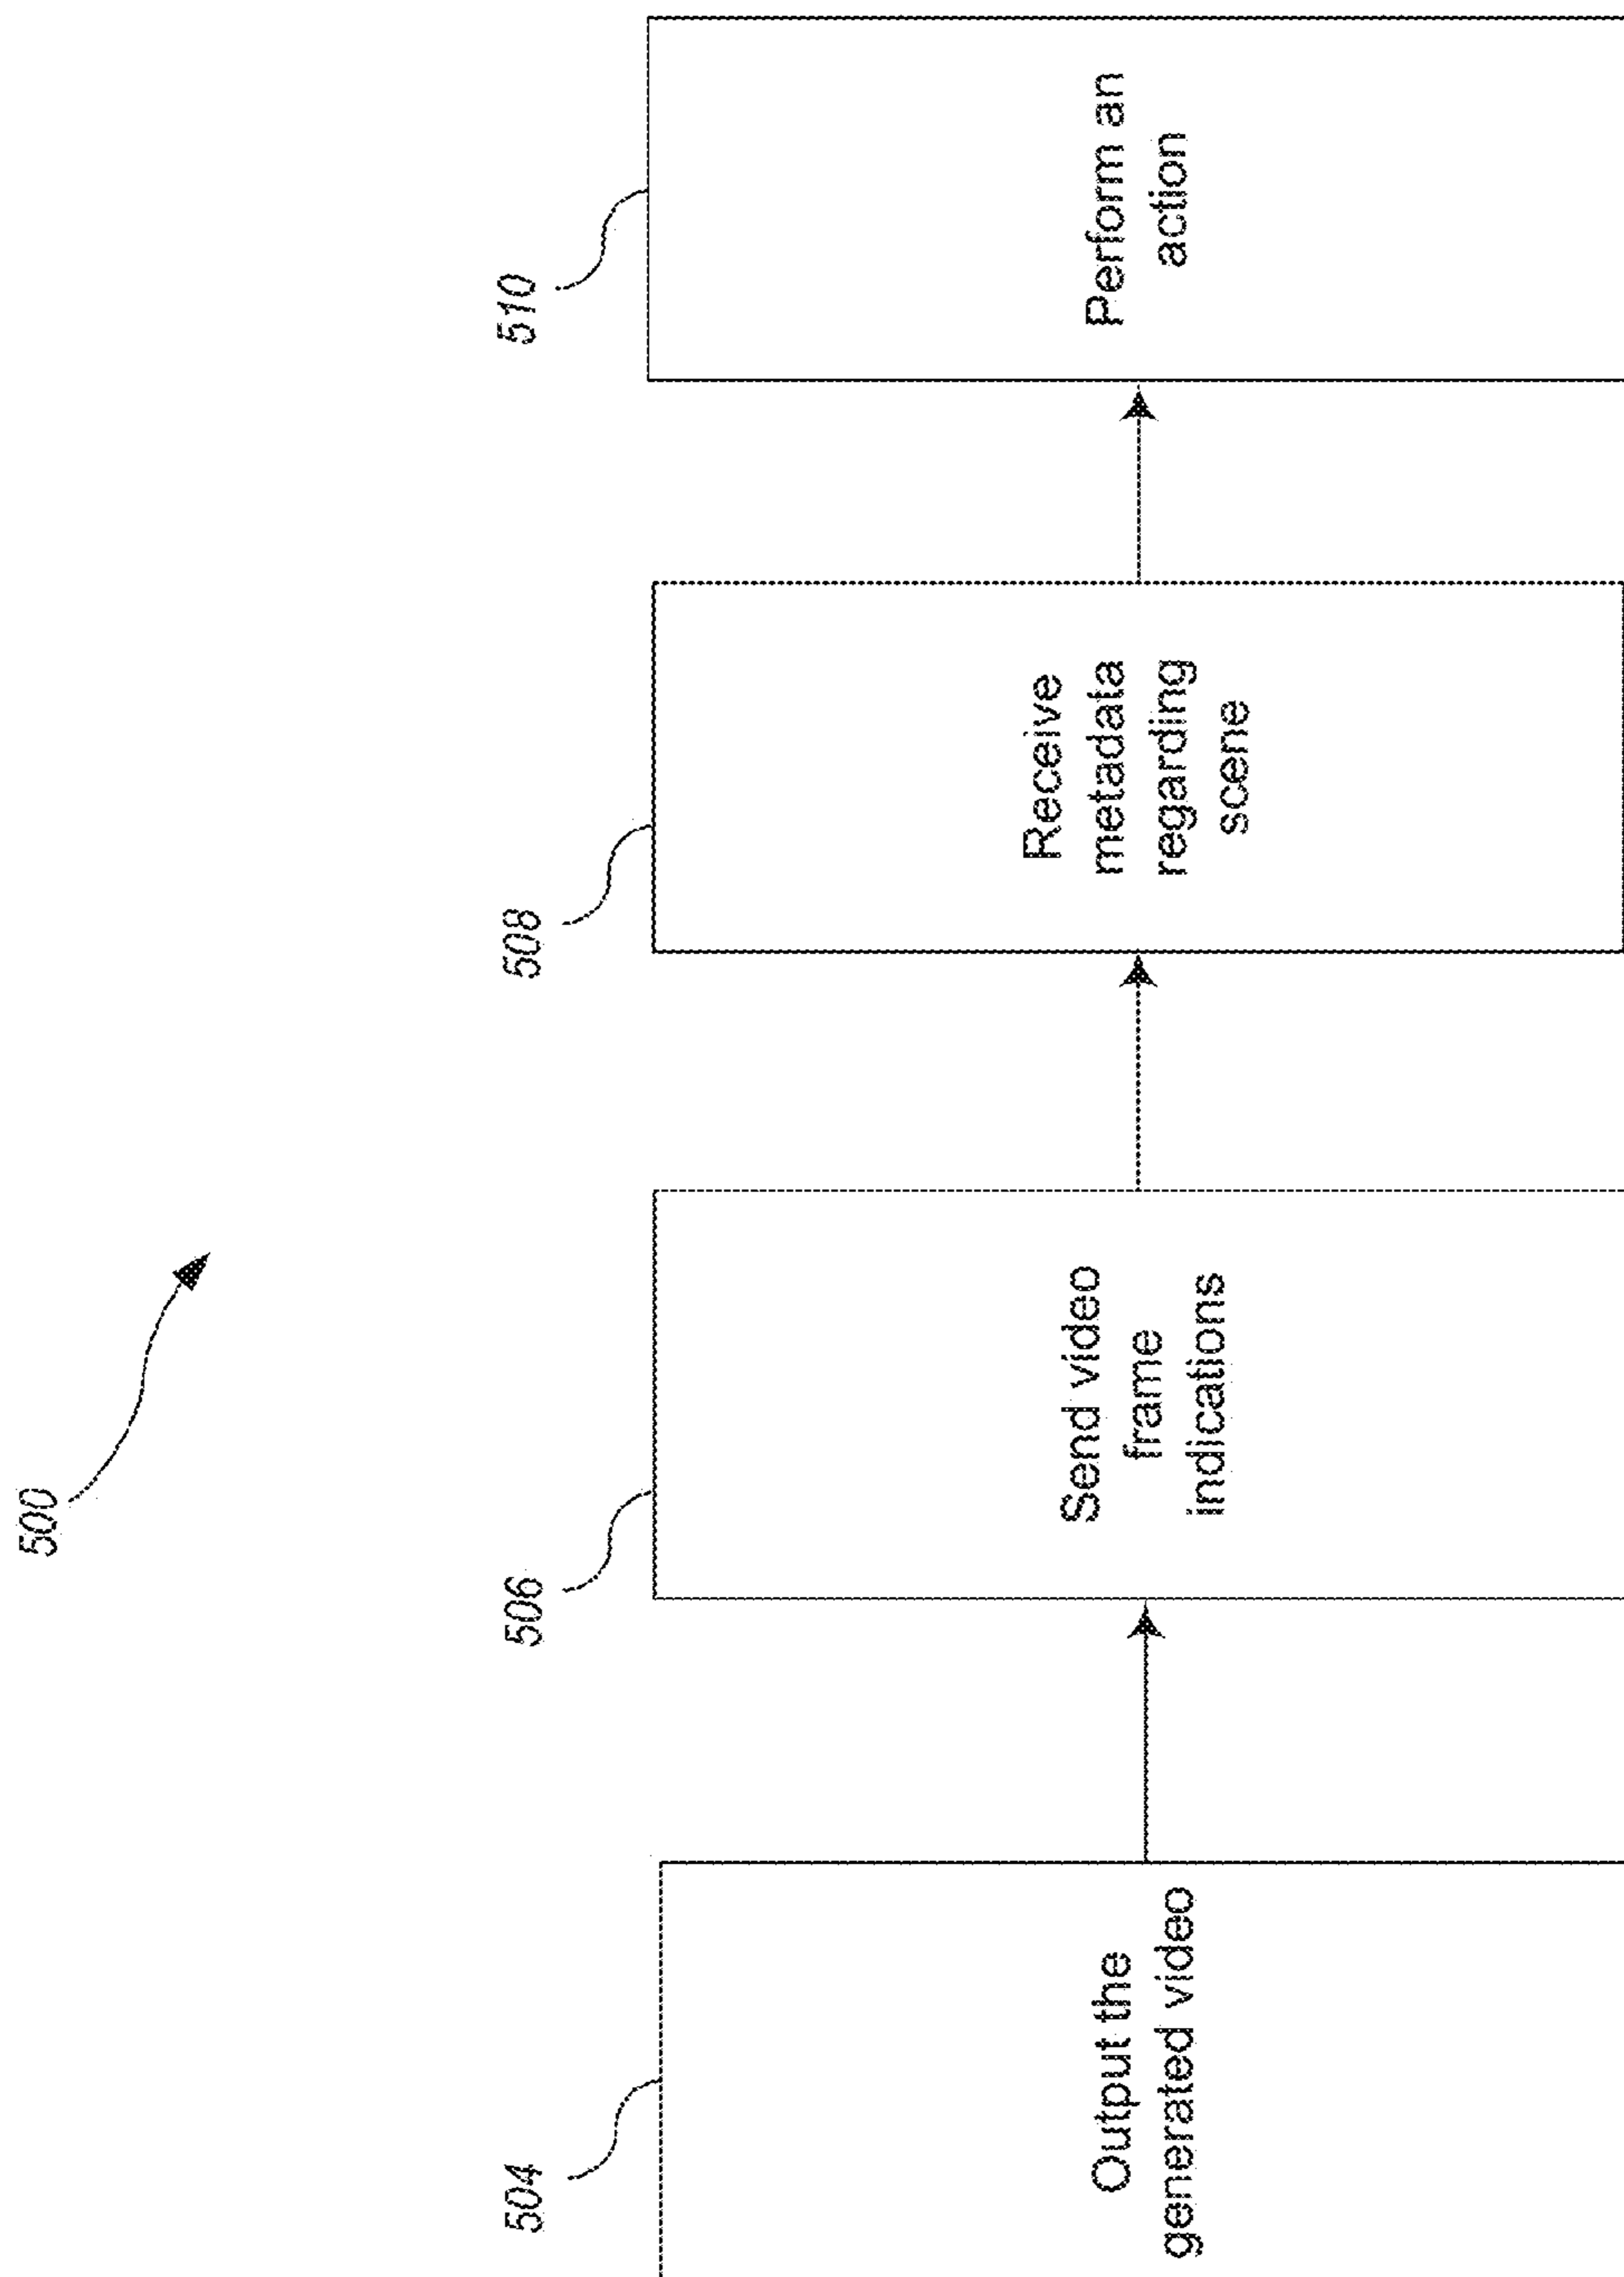 500
504
Output the
generated video
506
Send video
frame
indications
508
Receive
metadata
regarding
scene
510
Perform an
action